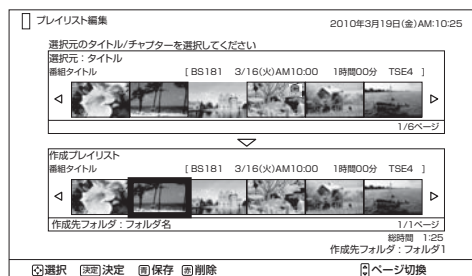 プレイリスト編集
2010年3月19日(金)AM:10:25
選択元のタイトル/チャプターを選択してください
選択元：タイトル
番組タイトル [ BS181 3/16(火)AM10:00 1時間00分 TSE4 ]
1/6ページ
作成プレイリスト
番組タイトル [ BS181 3/16(火)AM10:00 1時間00分 TSE4 ]
作成先フォルダ：フォルダ名 1/1ページ
総時間 1:25
作成先フォルダ：フォルダ1
選択 決定 決定 青 保存 赤 削除 ページ切換